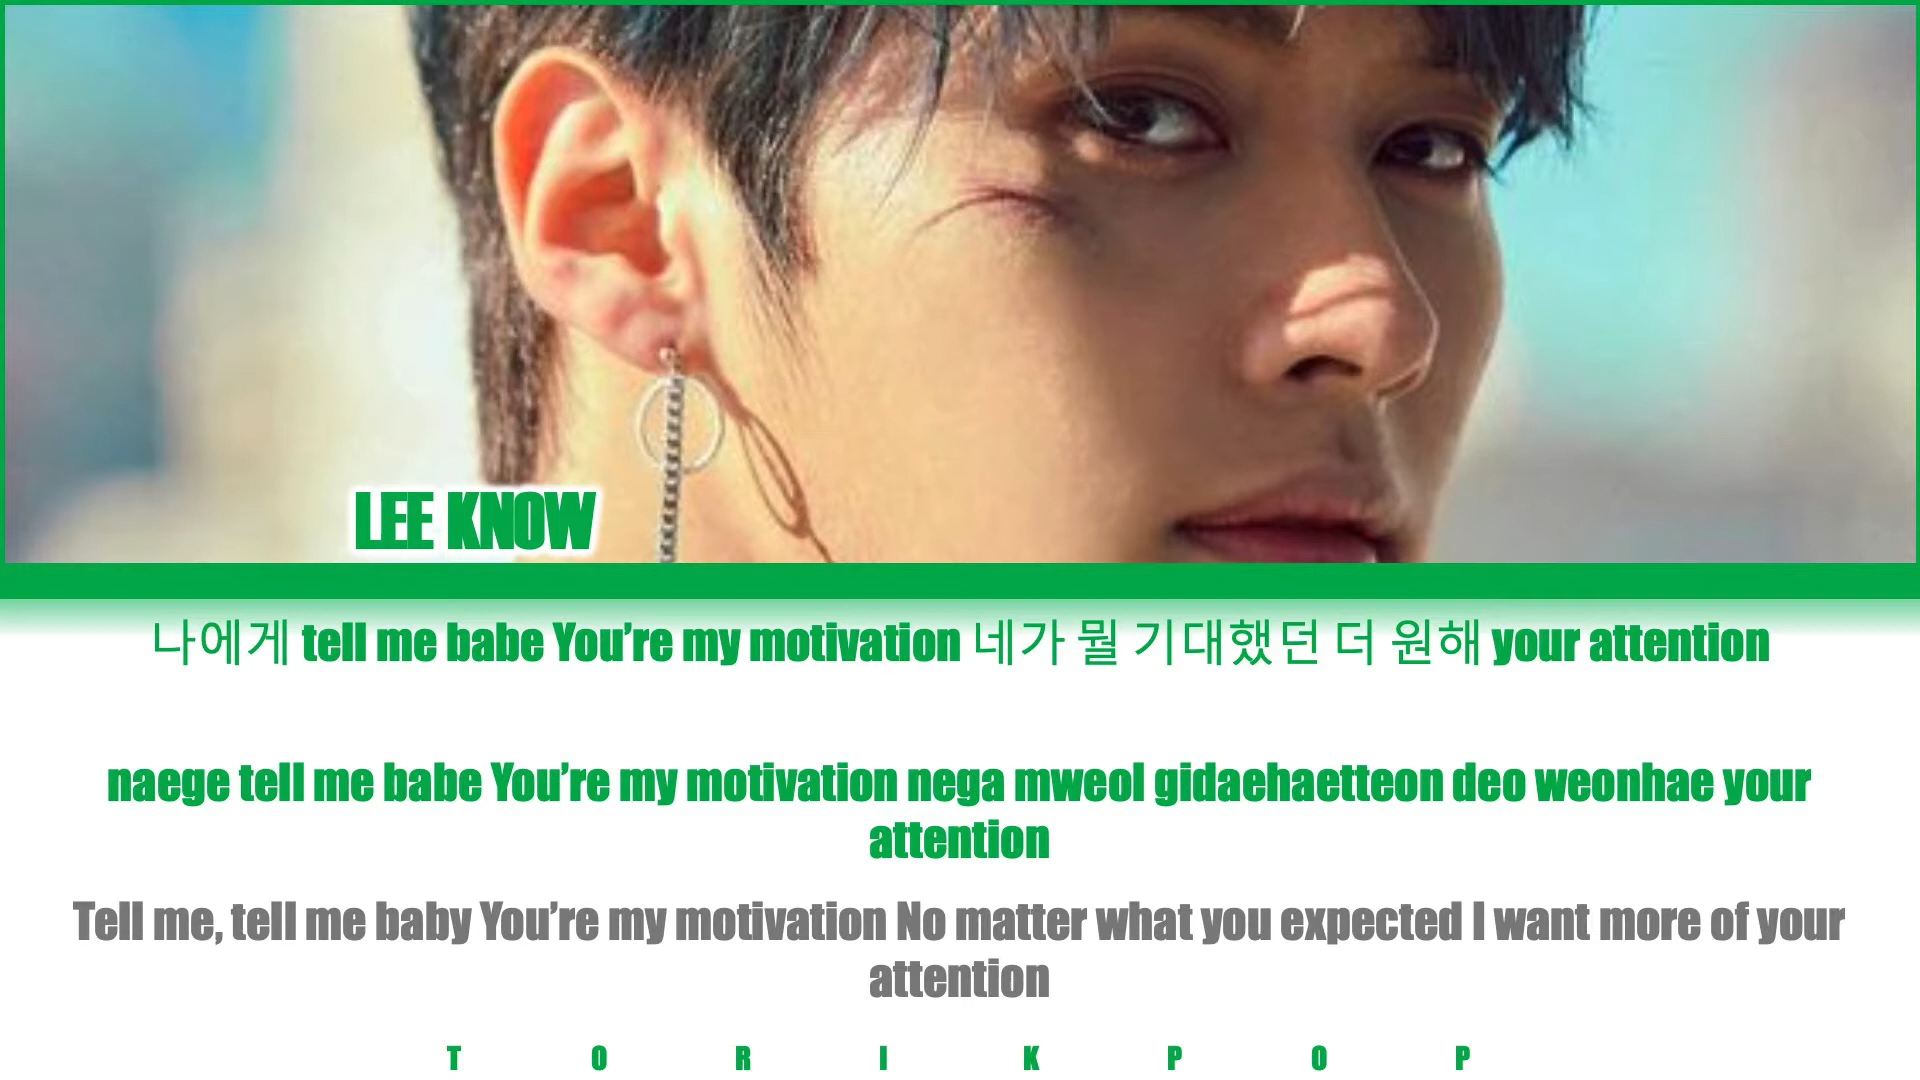 LEE KNOW
나에게 tell me babe You’re my motivation 네가 뭘 기대했던 더 원해 your attention
naege tell me babe You’re my motivation nega mweol gidaehaetteon deo weonhae your
attention
Tell me, tell me baby You’re my motivation No matter what you expected I want more of your
attention
T O R I K P O P